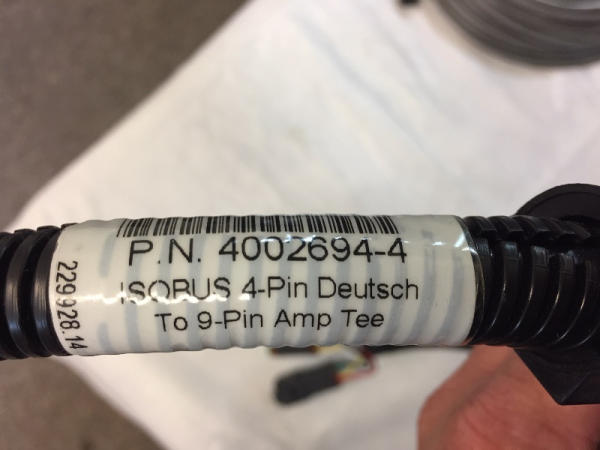 P.N. 4002694-4
ISOBUS 4-Pin Deutsch
To 9-Pin Amp Tee
229928.14